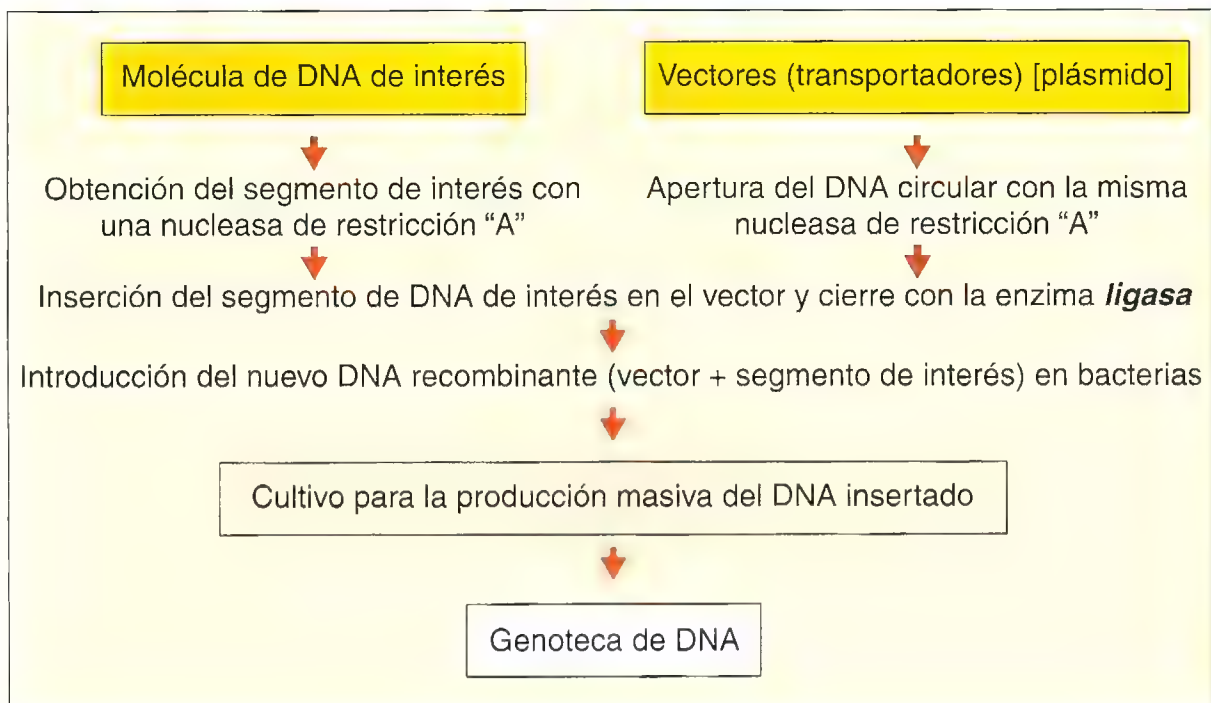 Molécula de DNA de interés
Vectores (transportadores) [plásmido]
Obtención del segmento de interés con
una nucleasa de restricción “A”
Apertura del DNA circular con la misma
nucleasa de restricción “A”
Inserción del segmento de DNA de interés en el vector y cierre con la enzima ligasa
Introducción del nuevo DNA recombinante (vector + segmento de interés) en bacterias
Cultivo para la producción masiva del DNA insertado
Genoteca de DNA